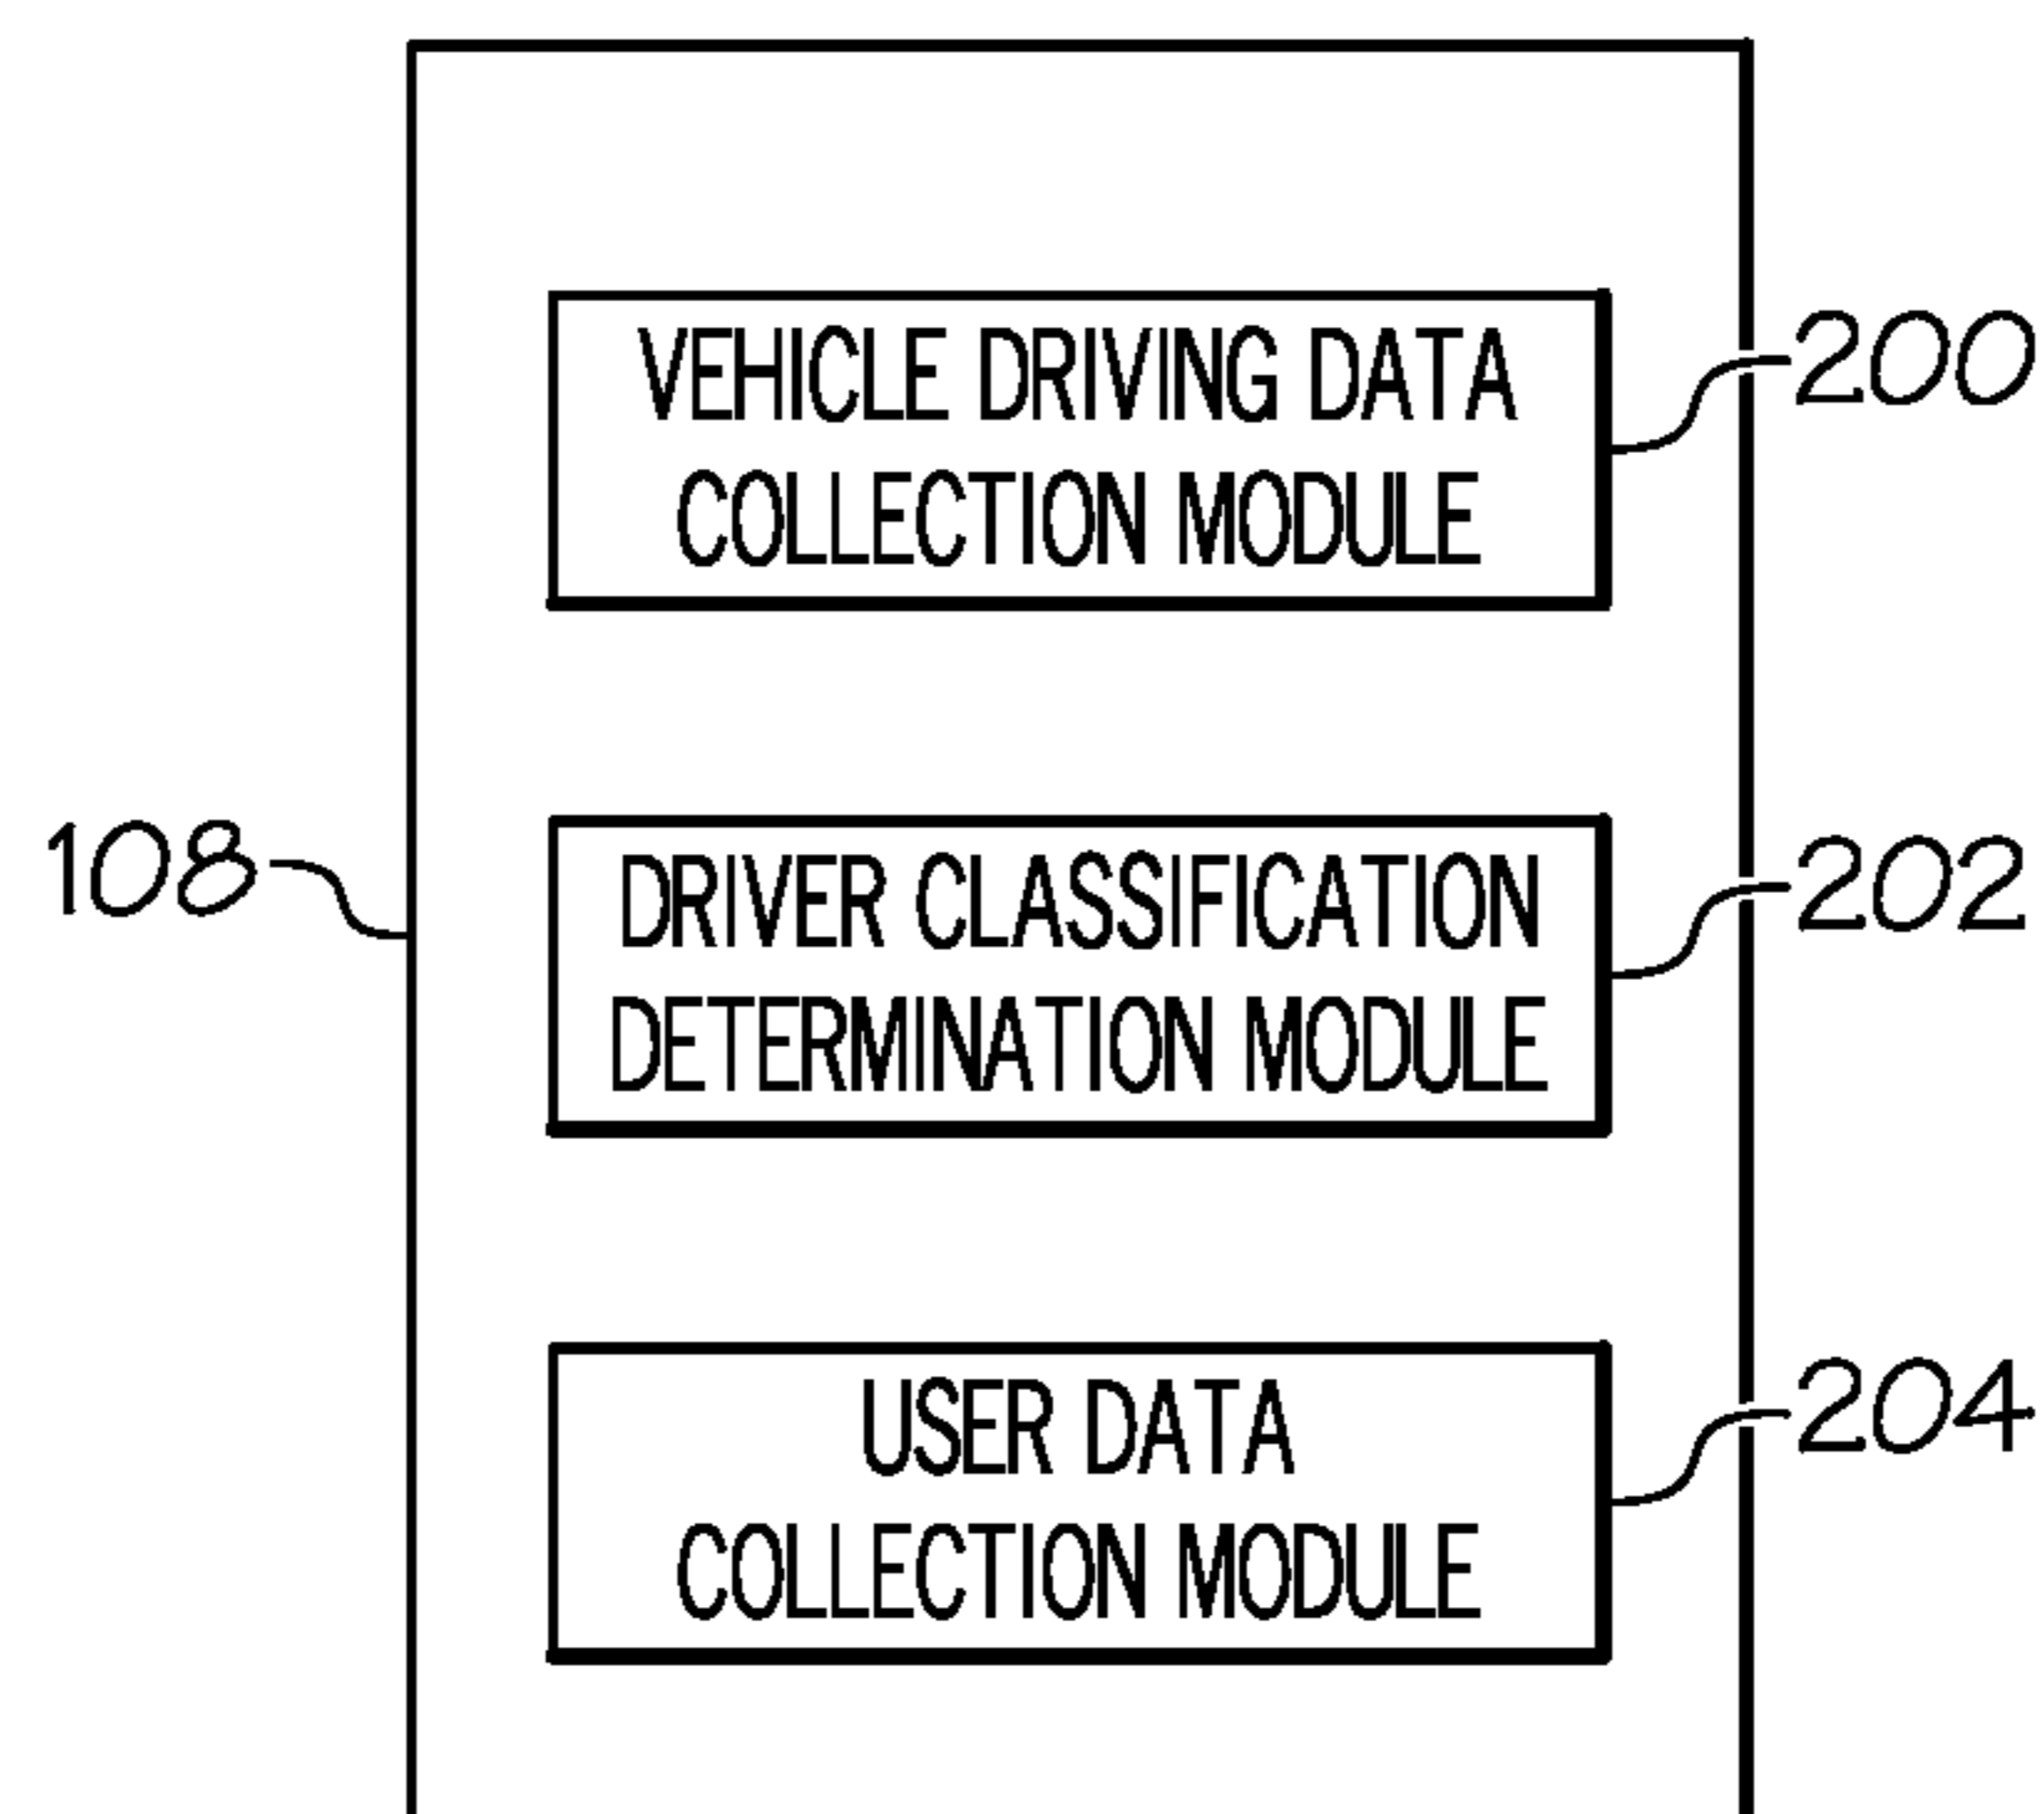 VEHICLE DRIVING DATA
COLLECTION MODULE
200
108
DRIVER CLASSIFICATION
DETERMINATION MODULE
202
USER DATA
COLLECTION MODULE
204